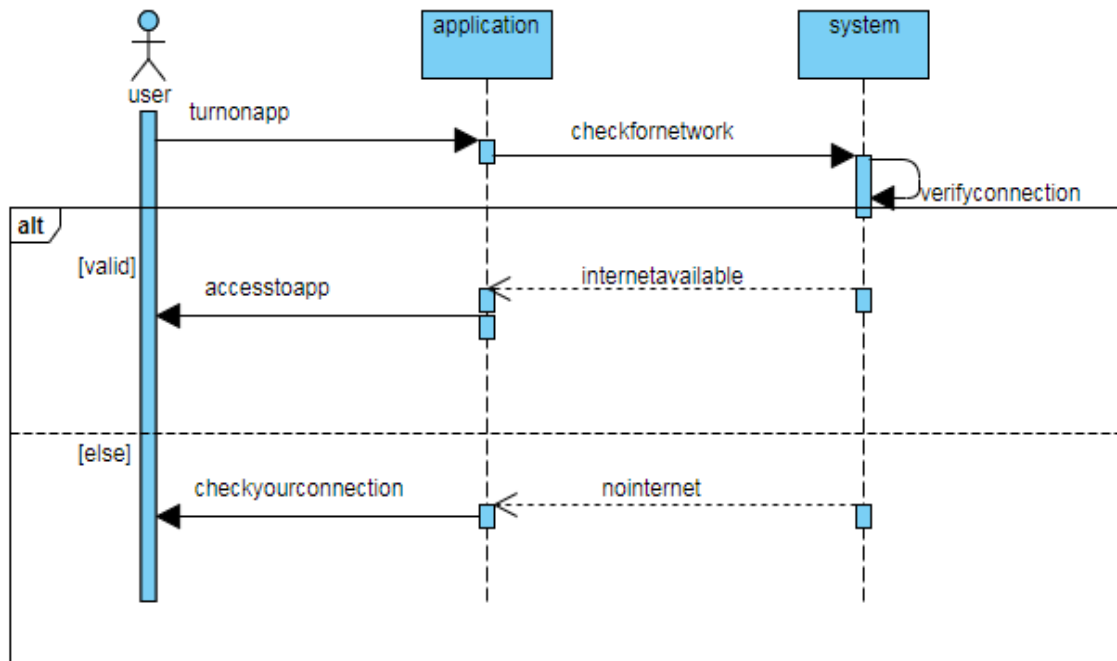 application
system
user
turnonapp
checkfornetwork
verifyconnection
alt
[valid]
internetavailable
accesstoapp
[else]
checkyourconnection
nointernet